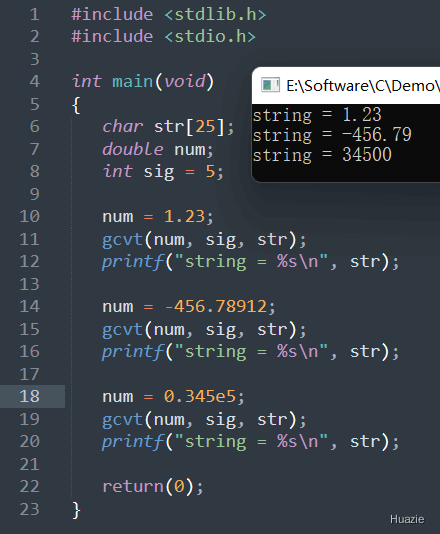 1 #include <stdlib.h>
2 #include <stdio.h>
3
4 int main(void)
5 {
6 char str[25];
7 double num;
8 int sig = 5;
9
10 num = 1.23;
11 gcvt(num, sig, str);
12 printf("string = %s\n", str);
13
14 num = -456.78912;
15 gcvt(num, sig, str);
16 printf("string = %s\n", str);
17
18 num = 0.345e5;
19 gcvt(num, sig, str);
20 printf("string = %s\n", str);
21
22 return(0);
23 }
E:\Software\C\Demo\
string = 1.23
string = -456.79
string = 34500
Huazie